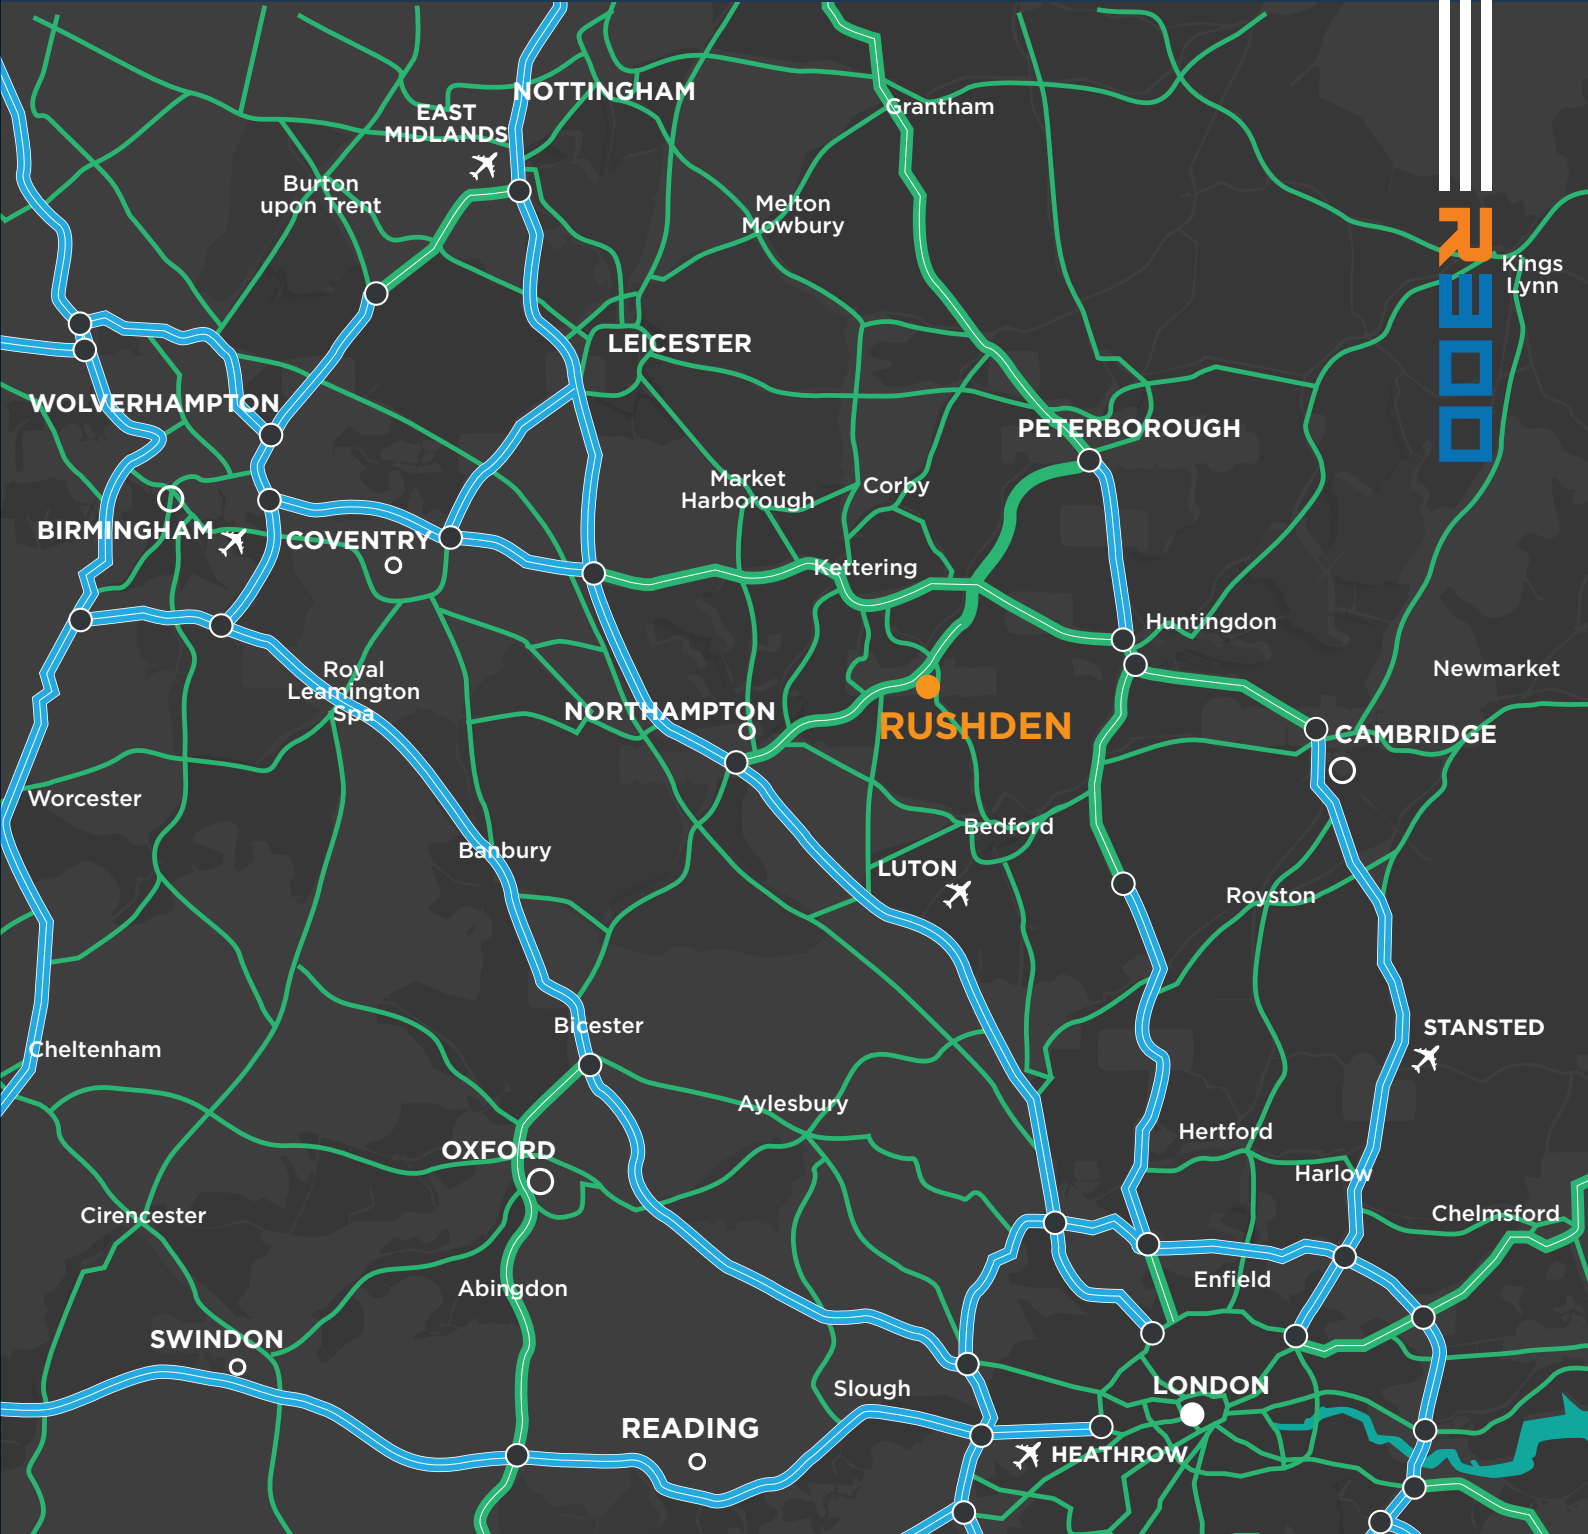 NOTTINGHAM
Grantham
EAST
MIDLANDS
Burton
upon Trent
Melton
Mowbury
R300
Kings
Lynn
LEICESTER
WOLVERHAMPTON
PETERBOROUGH
Market
Harborough
Corby
BIRMINGHAM
COVENTRY
Kettering
Huntingdon
Royal
Leamington
Spa
Newmarket
NORTHAMPTON
RUSHDEN
CAMBRIDGE
Worcester
Bedford
Banbury
LUTON
Royston
Bicester
STANSTED
Cheltenham
Aylesbury
Hertford
OXFORD
Harlow
Cirencester
Chelmsford
Enfield
Abingdon
SWINDON
Slough
LONDON
READING
HEATHROW